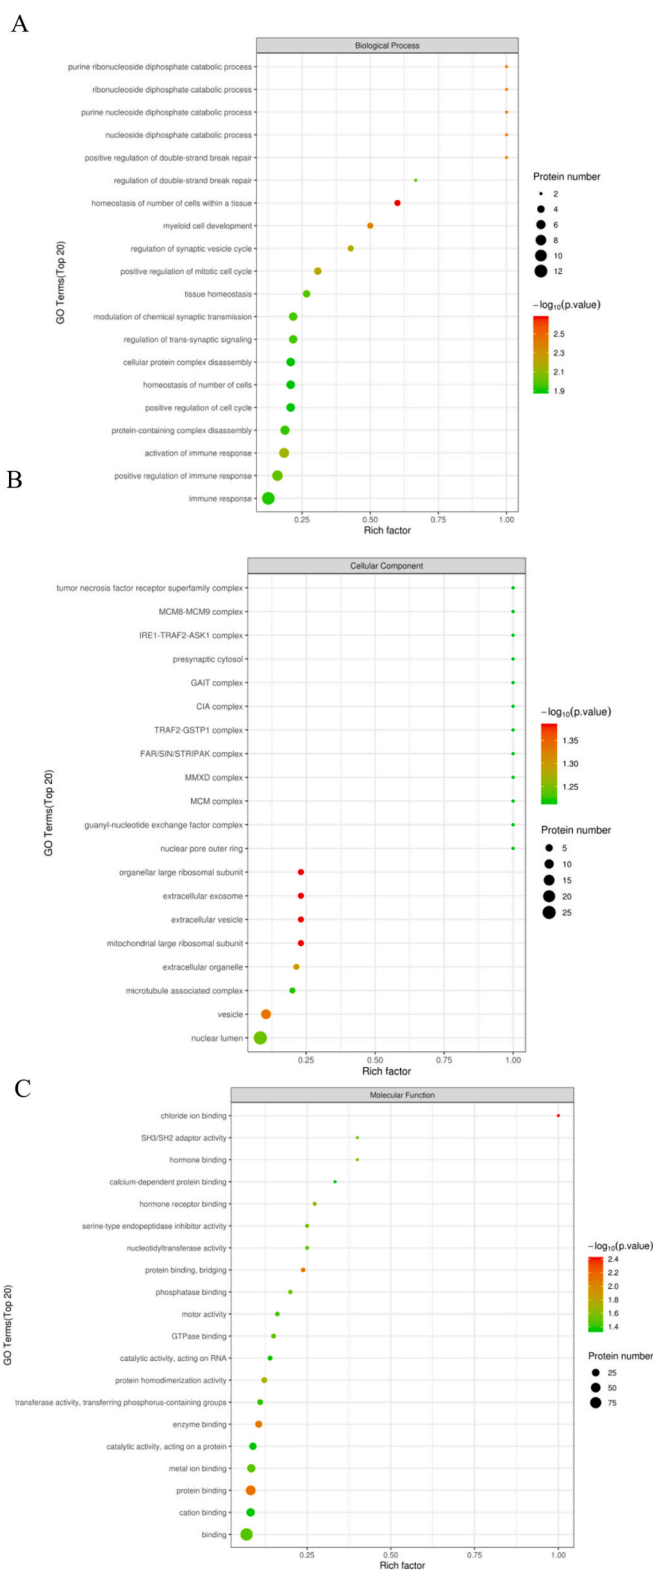 A
Biological Process
purine ribonucleoside diphosphate catabolic process
ribonucleoside diphosphate catabolic process
purine nucleoside diphosphate catabolic process
nucleoside diphosphate catabolic process
positive regulation of double-strand break repair
regulation of double-strand break repair
homeostasis of number of cells within a tissue
myeloid cell development
regulation of synaptic vesicle cycle
positive regulation of mitotic cell cycle
tissue homeostasis
modulation of chemical synaptic transmission
regulation of trans-synaptic signaling
cellular protein complex disassembly
homeostasis of number of cells
positive regulation of cell cycle
protein-containing complex disassembly
activation of immune response
positive regulation of immune response
immune response
GO Terms(Top 20)
0.25 0.50 0.75 1.00
Rich factor
Protein number
2
4
6
8
10
12
−log10(p.value)
2.5
2.3
2.1
1.9
B
Cellular Component
tumor necrosis factor receptor superfamily complex
MCM8-MCM9 complex
IRE1-TRAF2-ASK1 complex
presynaptic cytosol
GAIT complex
CIA complex
TRAF2-GSTP1 complex
FAR/SIN/STRIPAK complex
MMXD complex
MCM complex
guanyl-nucleotide exchange factor complex
nuclear pore outer ring
organellar large ribosomal subunit
extracellular exosome
extracellular vesicle
mitochondrial large ribosomal subunit
extracellular organelle
microtubule associated complex
vesicle
nuclear lumen
GO Terms(Top 20)
0.25 0.50 0.75 1.00
Rich factor
−log10(p.value)
1.35
1.30
1.25
Protein number
5
10
15
20
25
C
Molecular Function
chloride ion binding
SH3/SH2 adaptor activity
hormone binding
calcium-dependent protein binding
hormone receptor binding
serine-type endopeptidase inhibitor activity
nucleotidyltransferase activity
protein binding, bridging
phosphatase binding
motor activity
GTPase binding
catalytic activity, acting on RNA
protein homodimerization activity
transferase activity, transferring phosphorus-containing groups
enzyme binding
catalytic activity, acting on a protein
metal ion binding
protein binding
cation binding
binding
GO Terms(Top 20)
0.25 0.50 0.75 1.00
Rich factor
−log10(p.value)
2.4
2.2
2.0
1.8
1.6
1.4
Protein number
25
50
75